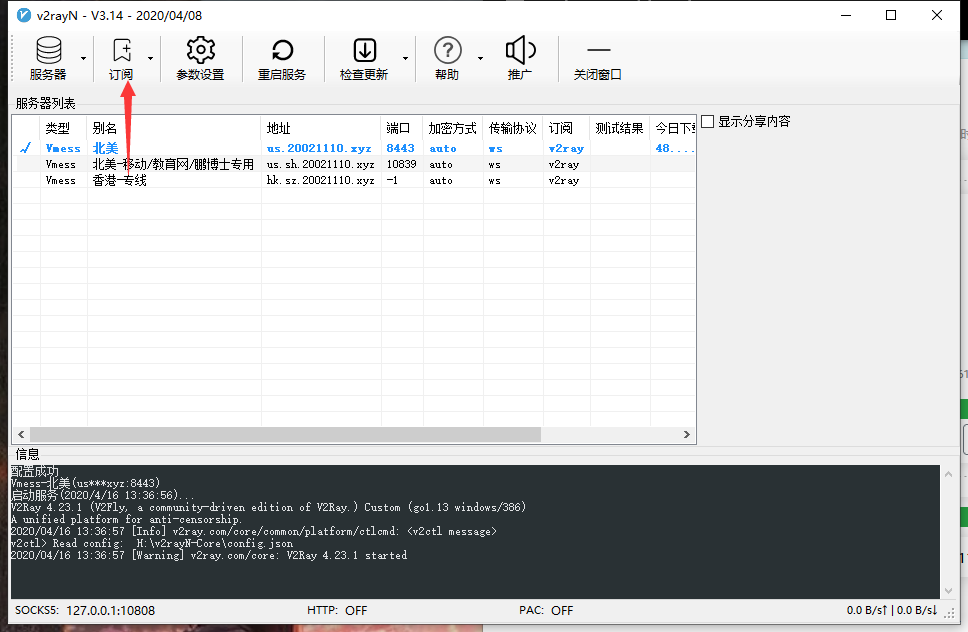 v2rayN - V3.14 - 2020/04/08
服务器 订阅 参数设置 重启服务 检查更新 帮助 推广 关闭窗口
服务器列表
类型 别名 地址 端口 加密方式 传输协议 订阅 测试结果 今日下载
Vmess 北美 us.20021110.xyz 8443 auto ws v2ray 48....
Vmess 北美-移动/教育网/鹏博士专用 us.sh.20021110.xyz 10839 auto ws v2ray
Vmess 香港-专线 hk.sz.20021110.xyz -1 auto ws v2ray
显示分享内容
信息
配置成功
Vmess-北美(us***xyz:8443)
启动服务(2020/4/16 13:36:56)...
V2Ray 4.23.1 (V2Fly, a community-driven edition of V2Ray.) Custom (go1.13 windows/386)
A unified platform for anti-censorship.
2020/04/16 13:36:57 [Info] v2ray.com/core/common/platform/ctlcmd: <v2ctl message>
v2ctl> Read config:  H:\v2rayN-Core\config.json
2020/04/16 13:36:57 [Warning] v2ray.com/core: V2Ray 4.23.1 started
SOCKS5: 127.0.0.1:10808 HTTP: OFF PAC: OFF 0.0 B/s↑ | 0.0 B/s↓